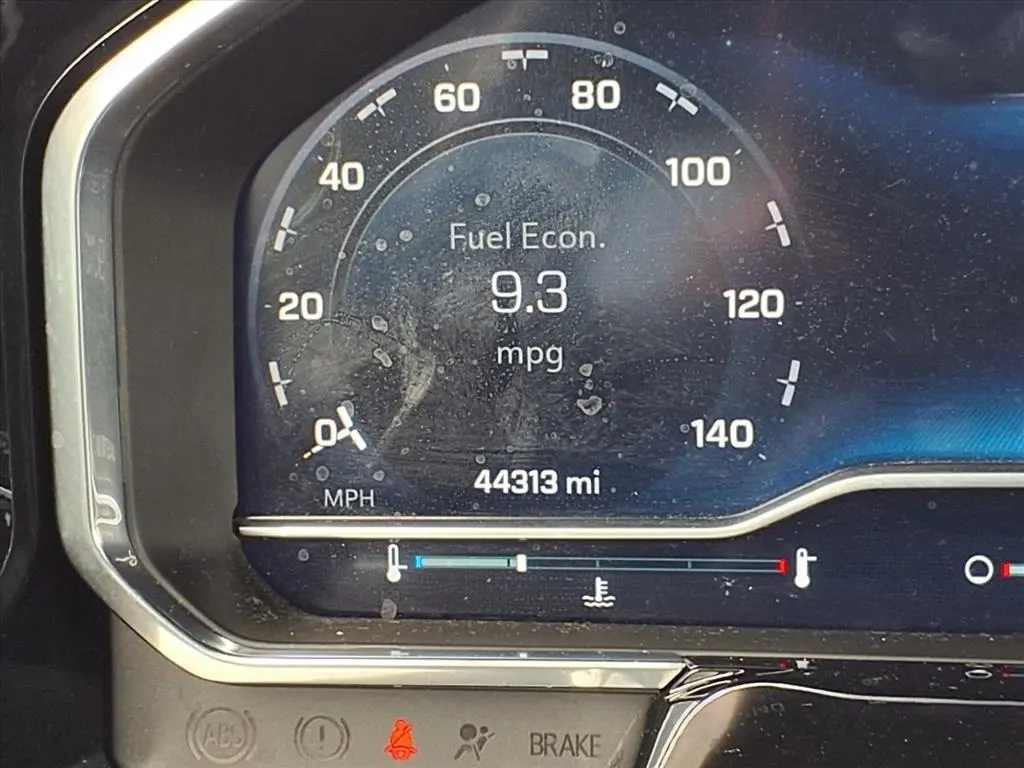 60 80
40 100
Fuel Econ.
9.3
20 120
mpg
0 140
44313 mi
MPH
ABS ! BRAKE